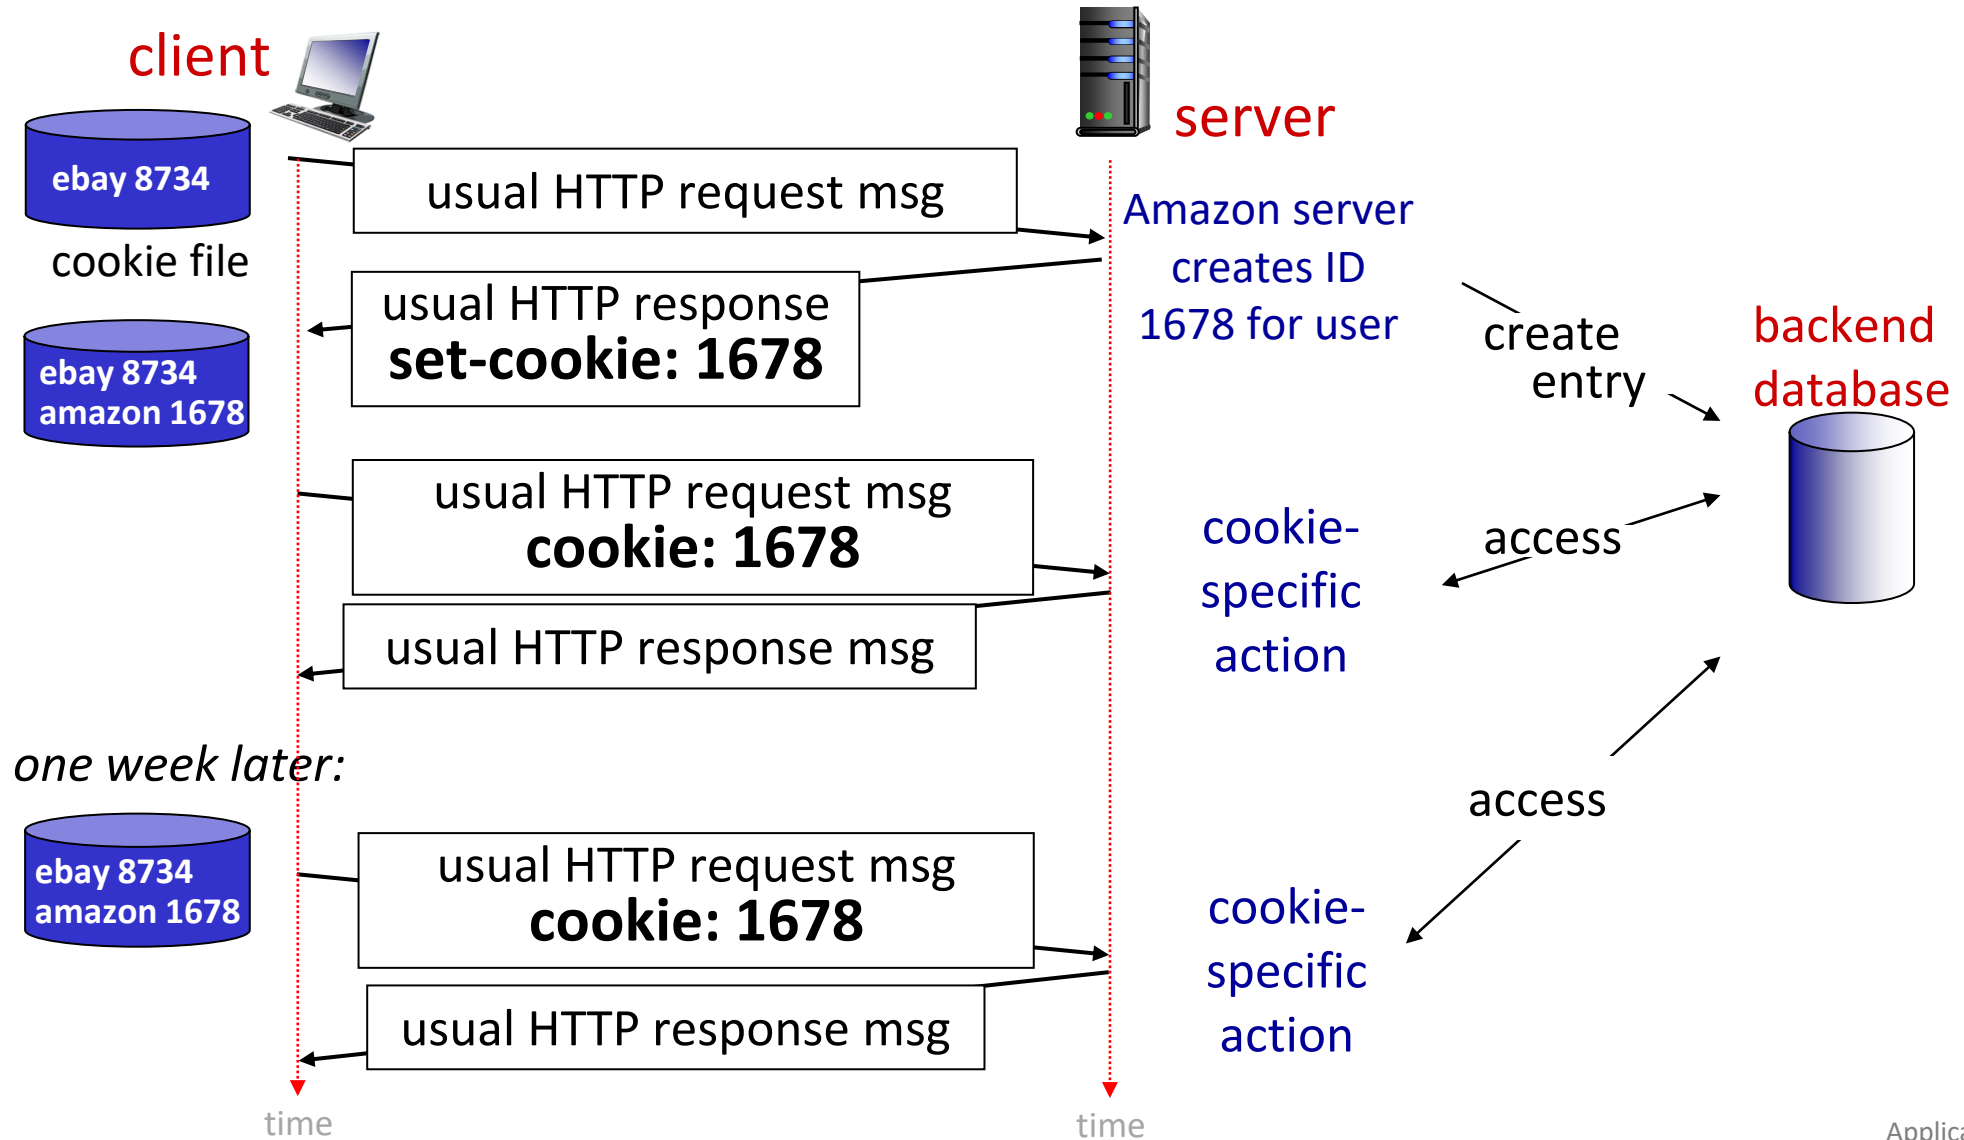 client
server
ebay 8734
cookie file
usual HTTP request msg
Amazon server
creates ID
1678 for user
usual HTTP response
set-cookie: 1678
create
entry
backend
database
ebay 8734
amazon 1678
usual HTTP request msg
cookie: 1678
cookie-
specific
action
access
usual HTTP response msg
one week later:
access
ebay 8734
amazon 1678
usual HTTP request msg
cookie: 1678
cookie-
specific
action
usual HTTP response msg
time
time